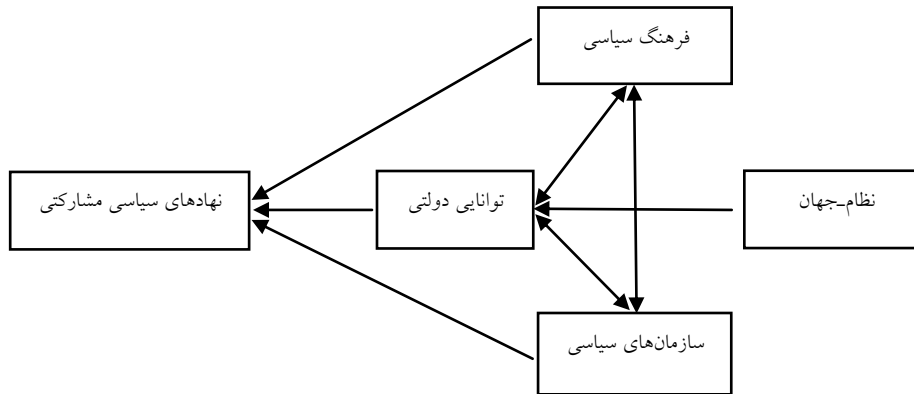 فرهنگ سیاسی
نظام-جهان
توانایی دولتی
نهادهای سیاسی مشارکتی
سازمان‌های سیاسی